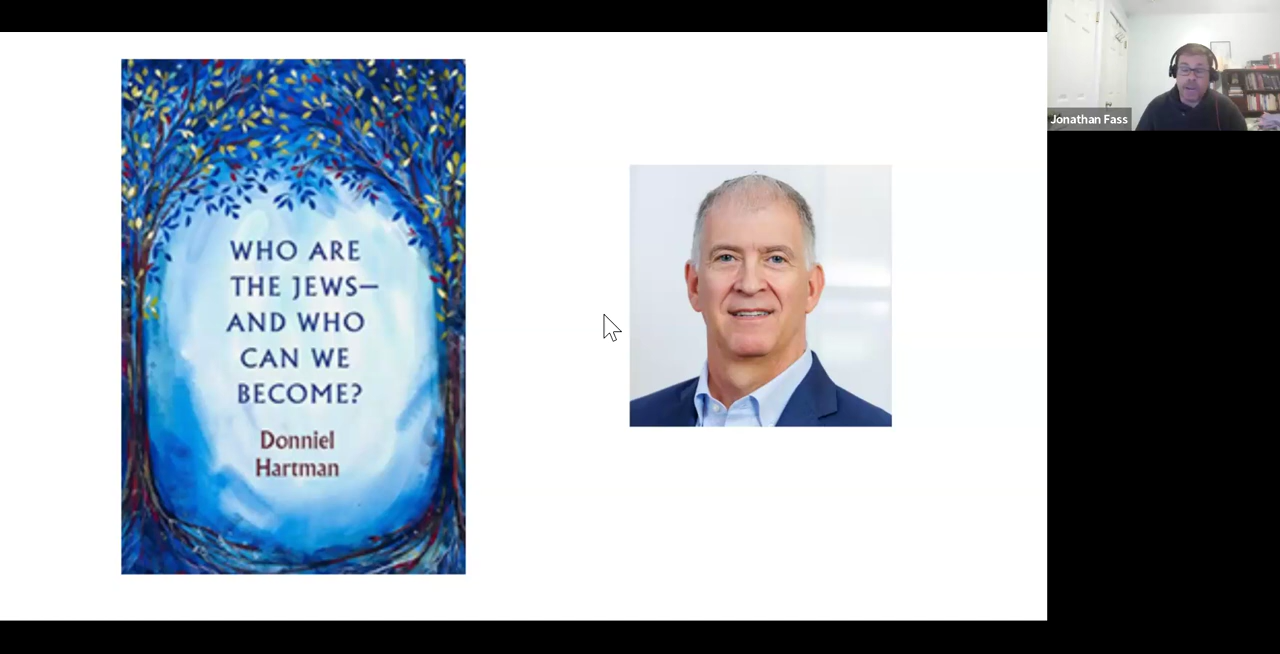 WHO ARE
THE JEWS—
AND WHO
CAN WE
BECOME?
Donniel
Hartman
Jonathan Fass